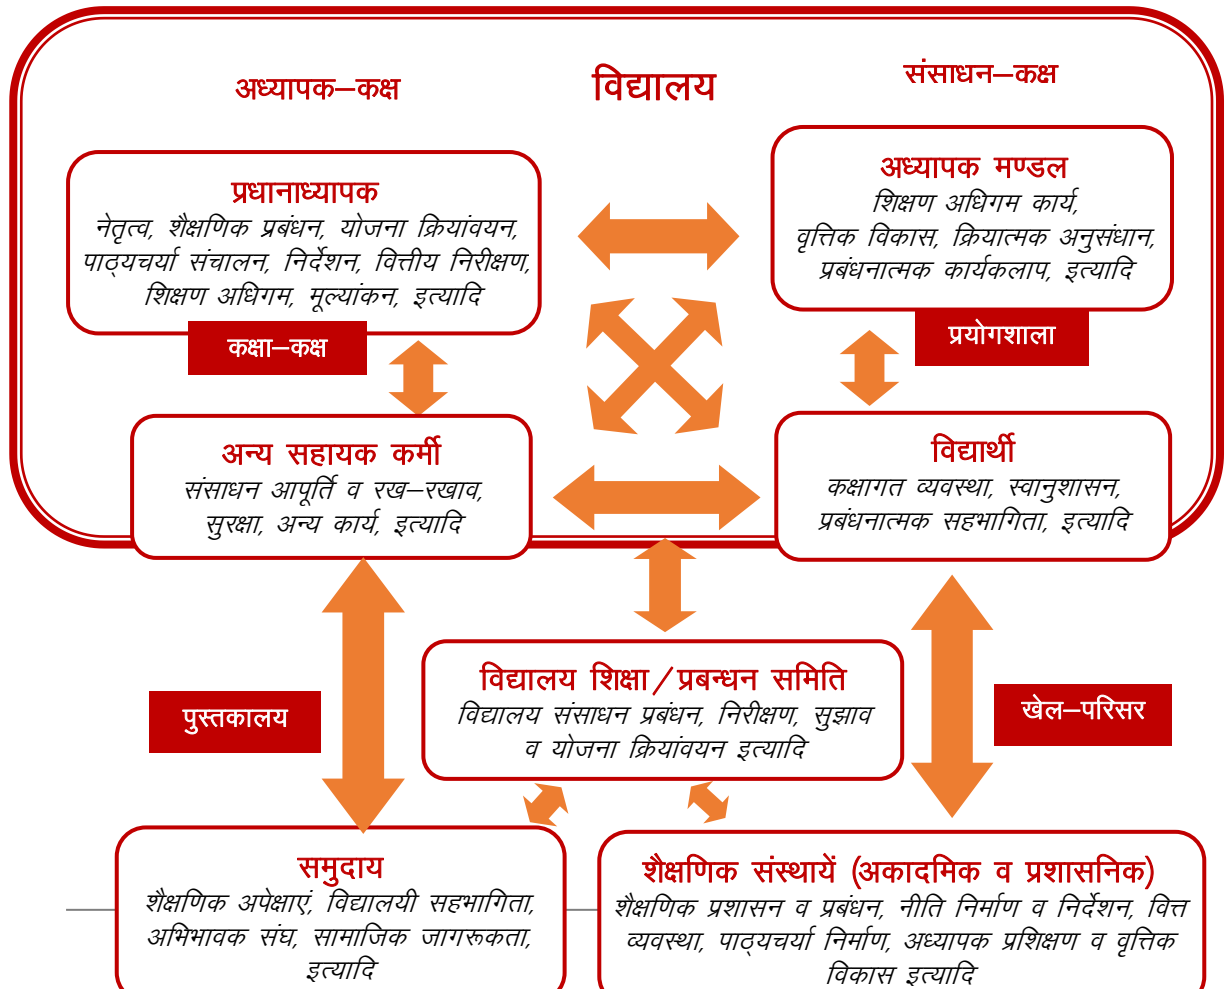 अध्यापक–कक्ष
विद्यालय
संसाधन–कक्ष
प्रधानाध्यापक
नेतृत्व, शैक्षणिक प्रबंधन, योजना क्रियांवयन,
पाठ्यचर्या संचालन, निर्देशन, वित्तीय निरीक्षण,
शिक्षण अधिगम, मूल्यांकन, इत्यादि
अध्यापक मण्डल
शिक्षण अधिगम कार्य,
वृत्तिक विकास, क्रियात्मक अनुसंधान,
प्रबंधनात्मक कार्यकलाप, इत्यादि
कक्षा–कक्ष
प्रयोगशाला
अन्य सहायक कर्मी
संसाधन आपूर्ति व रख–रखाव,
सुरक्षा, अन्य कार्य, इत्यादि
विद्यार्थी
कक्षागत व्यवस्था, स्वानुशासन,
प्रबंधनात्मक सहभागिता, इत्यादि
विद्यालय शिक्षा/प्रबन्धन समिति
विद्यालय संसाधन प्रबंधन, निरीक्षण, सुझाव
व योजना क्रियांवयन इत्यादि
पुस्तकालय
खेल–परिसर
समुदाय
शैक्षणिक अपेक्षाएं, विद्यालयी सहभागिता,
अभिभावक संघ, सामाजिक जागरूकता,
इत्यादि
शैक्षणिक संस्थायें (अकादमिक व प्रशासनिक)
शैक्षणिक प्रशासन व प्रबंधन, नीति निर्माण व निर्देशन, वित्त
व्यवस्था, पाठ्यचर्या निर्माण, अध्यापक प्रशिक्षण व वृत्तिक
विकास इत्यादि